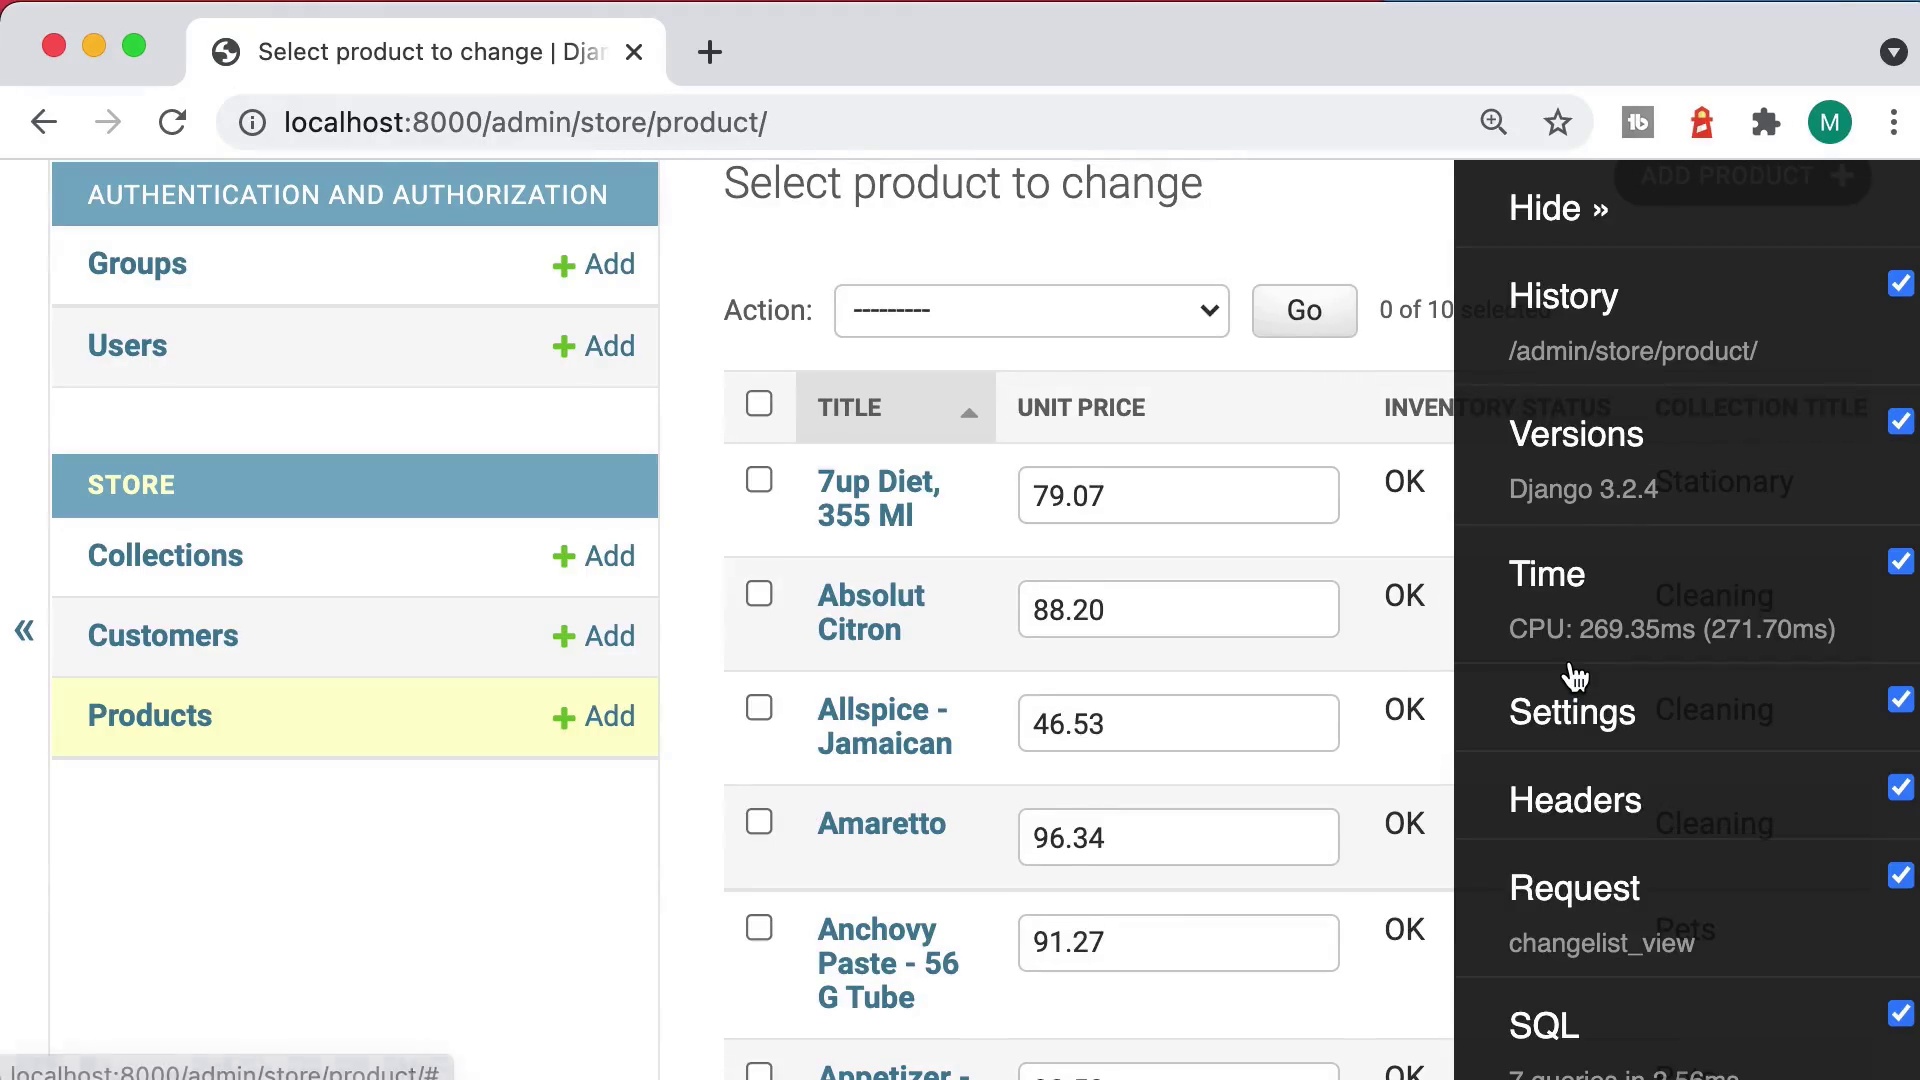 Select product to change | Djan
localhost:8000/admin/store/product/
M
AUTHENTICATION AND AUTHORIZATION
Groups
Add
Users
Add
STORE
Collections
Add
Customers
Add
Products
Add
«
Select product to change
ADD PRODUCT +
Action:
---------
Go
0 of 10 selected
TITLE
UNIT PRICE
INVENTORY STATUS
COLLECTION TITLE
7up Diet,
355 Ml
79.07
OK
Stationary
Absolut
Citron
88.20
OK
Cleaning
Allspice -
Jamaican
46.53
OK
Cleaning
Amaretto
96.34
OK
Cleaning
Anchovy
Paste - 56
G Tube
91.27
OK
Pets
Appetizer -
OK
Hide »
History
/admin/store/product/
Versions
Django 3.2.4
Time
CPU: 269.35ms (271.70ms)
Settings
Headers
Request
changelist_view
SQL
7 queries in 2.56ms
localhost:8000/admin/store/product/#